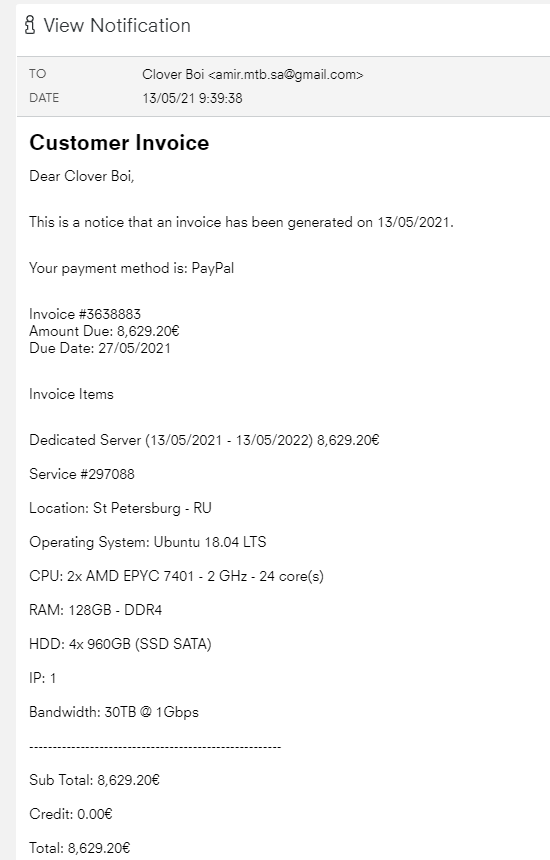 View Notification
TO Clover Boi <amir.mtb.sa@gmail.com>
DATE 13/05/21 9:39:38
Customer Invoice
Dear Clover Boi,
This is a notice that an invoice has been generated on 13/05/2021.
Your payment method is: PayPal
Invoice #3638883
Amount Due: 8,629.20€
Due Date: 27/05/2021
Invoice Items
Dedicated Server (13/05/2021 - 13/05/2022) 8,629.20€
Service #297088
Location: St Petersburg - RU
Operating System: Ubuntu 18.04 LTS
CPU: 2x AMD EPYC 7401 - 2 GHz - 24 core(s)
RAM: 128GB - DDR4
HDD: 4x 960GB (SSD SATA)
IP: 1
Bandwidth: 30TB @ 1Gbps
------------------------------------------------------
Sub Total: 8,629.20€
Credit: 0.00€
Total: 8,629.20€